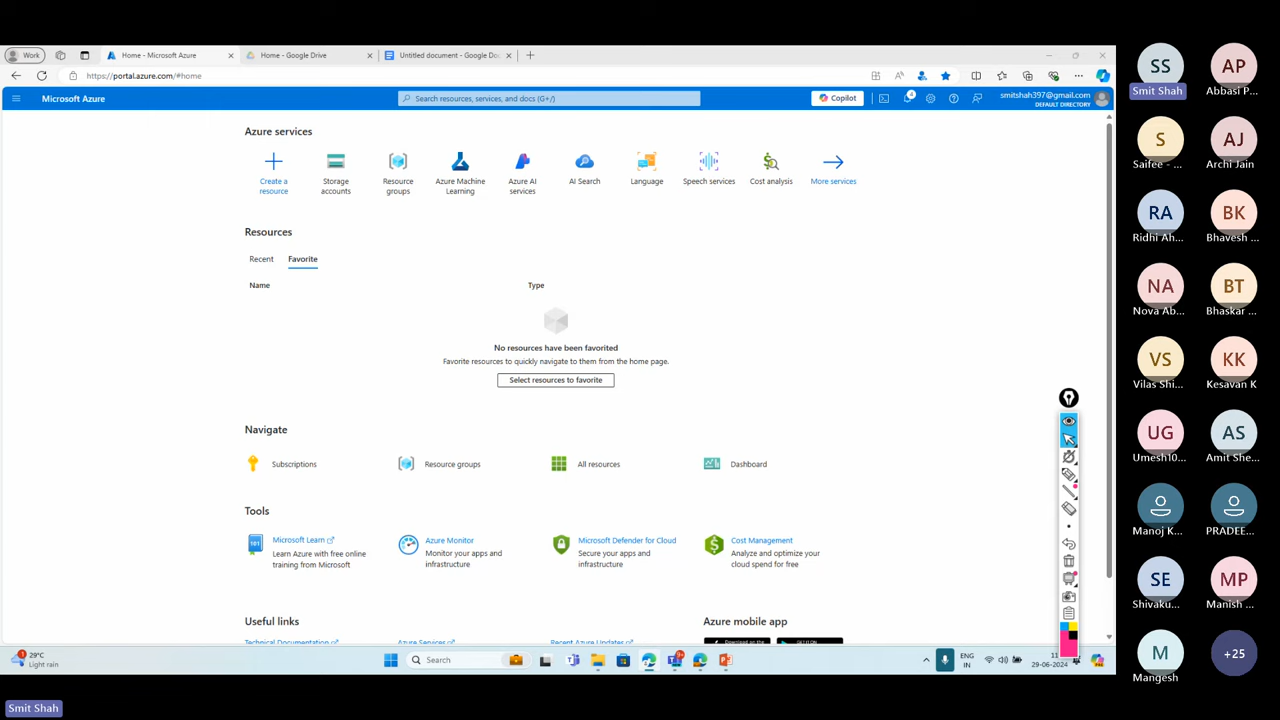 Work
Home - Microsoft Azure
Home - Google Drive
Untitled document - Google Do
https://portal.azure.com/#home
Microsoft Azure
Search resources, services, and docs (G+/)
Copilot
4
smitshah397@gmail.com
DEFAULT DIRECTORY
Azure services
Create a resource
Storage accounts
Resource groups
Azure Machine Learning
Azure AI services
AI Search
Language
Speech services
Cost analysis
More services
Resources
Recent
Favorite
Name
Type
No resources have been favorited
Favorite resources to quickly navigate to them from the home page.
Select resources to favorite
Navigate
Subscriptions
Resource groups
All resources
Dashboard
Tools
Microsoft Learn
Learn Azure with free online
training from Microsoft
Azure Monitor
Monitor your apps and
infrastructure
Microsoft Defender for Cloud
Secure your apps and
infrastructure
Cost Management
Analyze and optimize your
cloud spend for free
Useful links
Azure mobile app
Technical Documentation
Azure Services
Recent Azure Updates
29°C
Light rain
Search
ENG
IN
29-06-2024
Smit Shah
SS
Smit Shah
AP
Abbasi P...
S
Saifee - ...
AJ
Archi Jain
RA
Ridhi Ah...
BK
Bhavesh ...
NA
Nova Ab...
BT
Bhaskar ...
VS
Vilas Shi...
KK
Kesavan K
UG
Umesh10...
AS
Amit She...
Manoj K...
PRADEE...
SE
Shivaku...
MP
Manish ...
M
Mangesh
+25